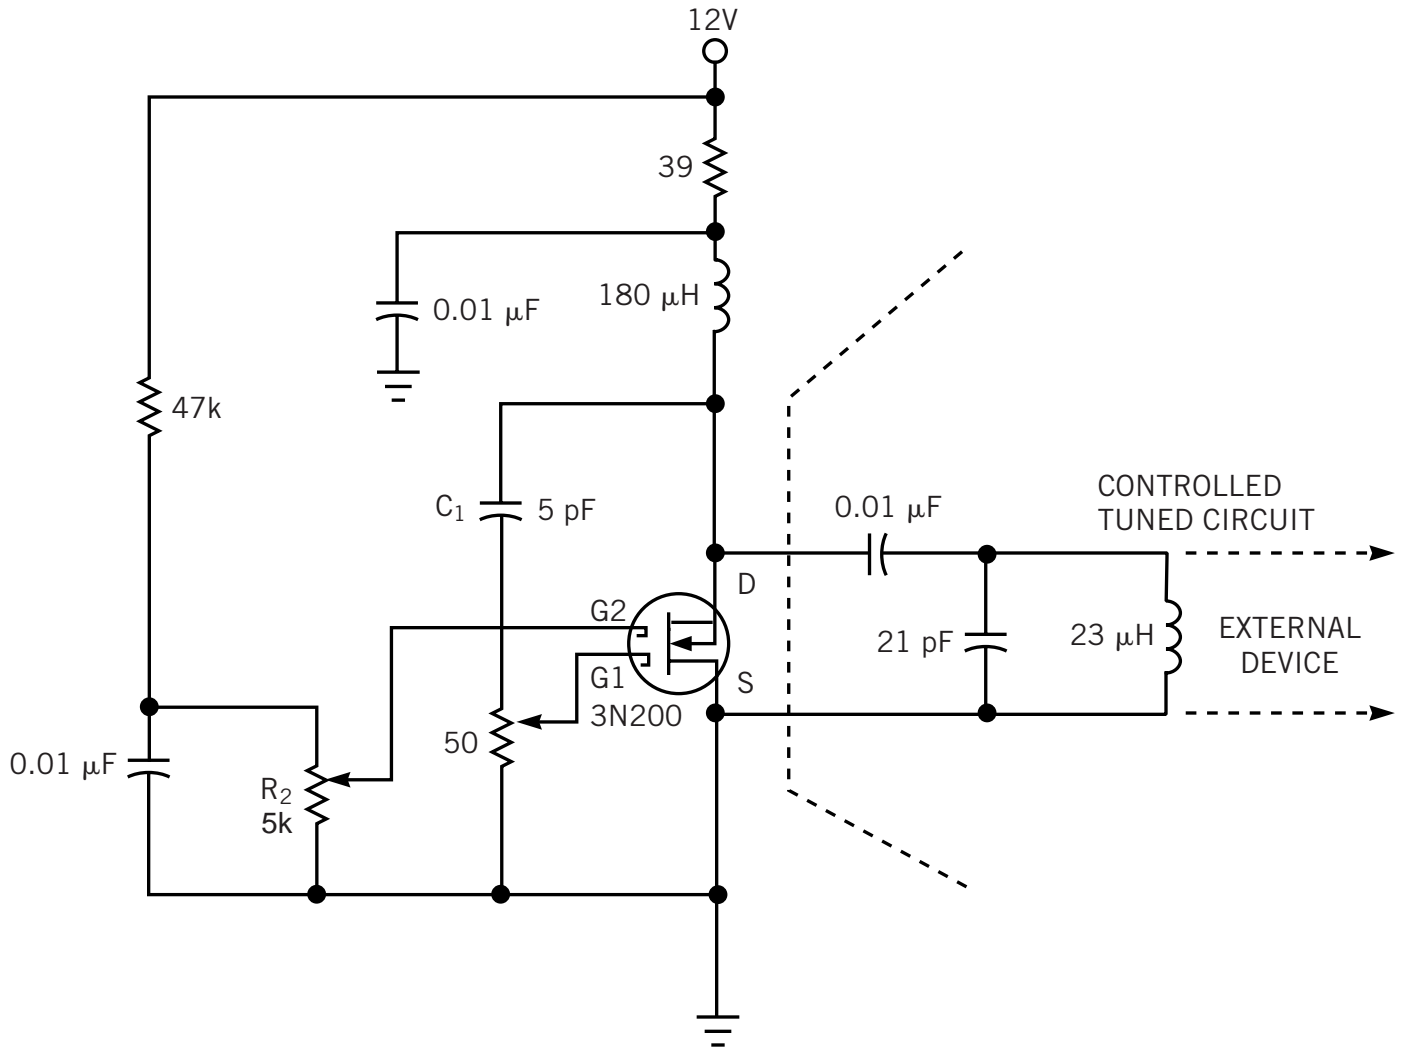 12V
39
0.01 μF
180 μH
47k
C₁
5 pF
0.01 μF
CONTROLLED
TUNED CIRCUIT
D
G2
G1
S
3N200
21 pF
23 μH
EXTERNAL
DEVICE
50
0.01 μF
R₂
5k